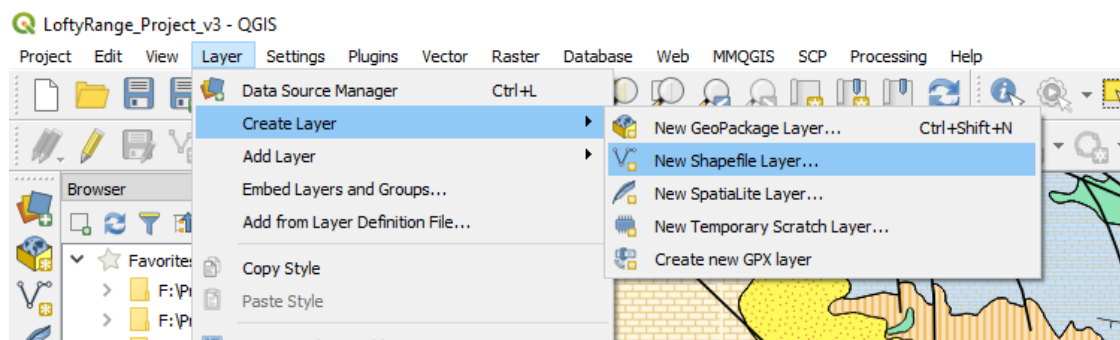 LoftyRange_Project_v3 - QGIS
Project Edit View Layer Settings Plugins Vector Raster Database Web MMQGIS SCP Processing Help
Data Source Manager Ctrl+L
Create Layer
New GeoPackage Layer... Ctrl+Shift+N
Add Layer
New Shapefile Layer...
Browser
Embed Layers and Groups...
New SpatiaLite Layer...
Add from Layer Definition File...
New Temporary Scratch Layer...
Favorites
Copy Style
Create new GPX layer
F:\Pr
Paste Style
F:\Pr